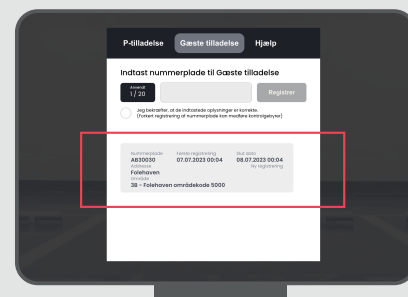 P-tilladelse Gæste tilladelse Hjælp
Indtast nummerplade til Gæste tilladelse
Anvendt
1 / 20
Registrer
Jeg bekræfter, at de indtastede oplysninger er korrekte.
(Forkert registrering af nummerplade kan medføre kontrolgebyrer)
Nummerplade Første registrering Slut dato
AB30030 07.07.2023 00:04 08.07.2023 00:04
Addresse Ny registrering
Folehaven
Område
38 - Folehaven områdekode 5000